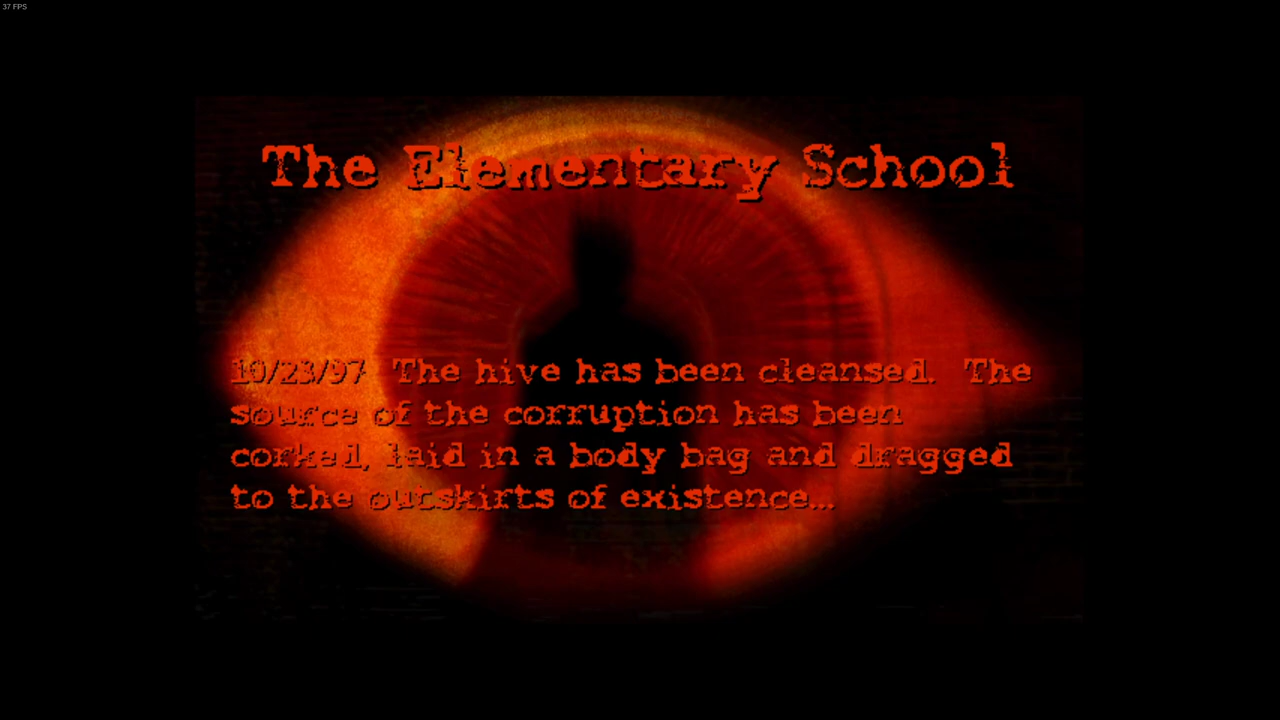 37 FPS
The Elementary School
10/23/97 The hive has been cleansed. The
source of the corruption has been
corked, laid in a body bag and dragged
to the outskirts of existence...